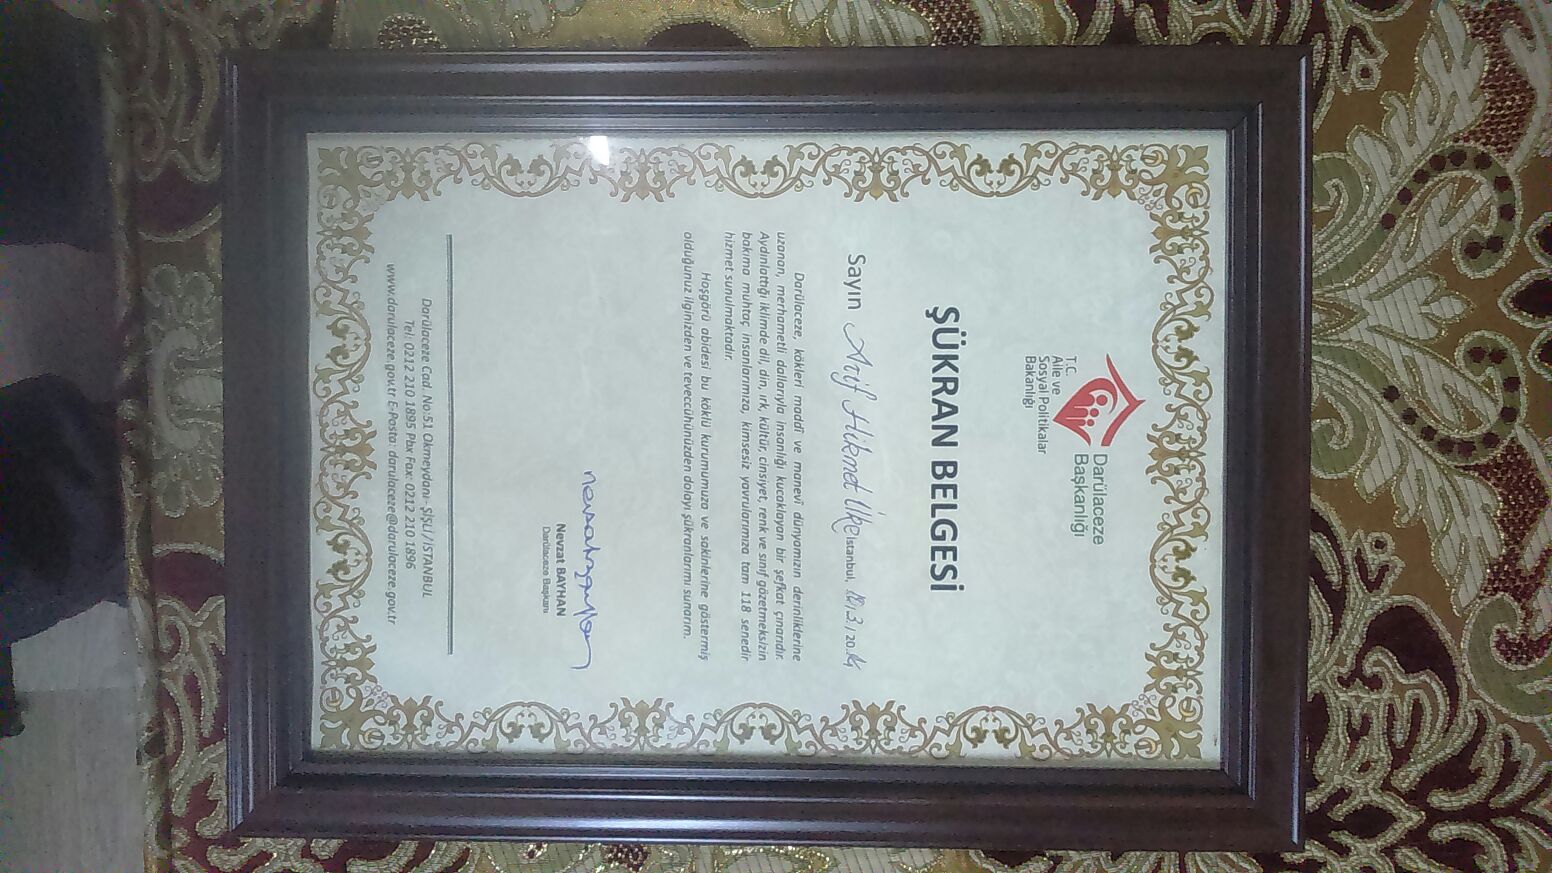 Darülaceze
Başkanlığı
T.C.
Aile ve
Sosyal Politikalar
Bakanlığı
ŞÜKRAN BELGESİ
Sayın Arif Hikmet Ülke İstanbul, /3/2014
Darülaceze, kökleri maddi ve manevi dünyamızın derinliklerine
uzanan, merhametli dallarıyla insanlığı kucaklayan bir şefkat çınarıdır.
Aydınlattığı iklimde dil, din, ırk, kültür, cinsiyet, renk ve sınıf gözetmeksizin
bakıma muhtaç insanlarımıza, kimsesiz yavrularımıza tam 118 senedir
hizmet sunulmaktadır.
Hoşgörü abidesi bu köklü kurumumuza ve sakinlerine göstermiş
olduğunuz ilginizden ve teveccühünüzden dolayı şükranlarımı sunarım.
Nevzat BAYHAN
Darülaceze Başkanı
Darülaceze Cad. No:51 Okmeydanı- ŞİŞLİ / İSTANBUL
Tel: 0212 210 1895 Pbx Fax: 0212 210 1896
www.darulaceze.gov.tr E-Posta: darulaceze@darulaceze.gov.tr